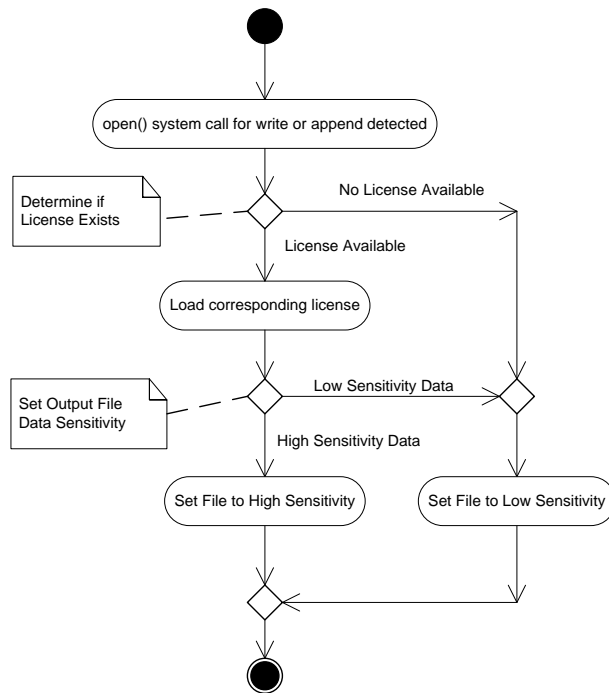 open() system call for write or append detected
Determine if
License Exists
No License Available
License Available
Load corresponding license
Set Output File
Data Sensitivity
Low Sensitivity Data
High Sensitivity Data
Set File to High Sensitivity
Set File to Low Sensitivity